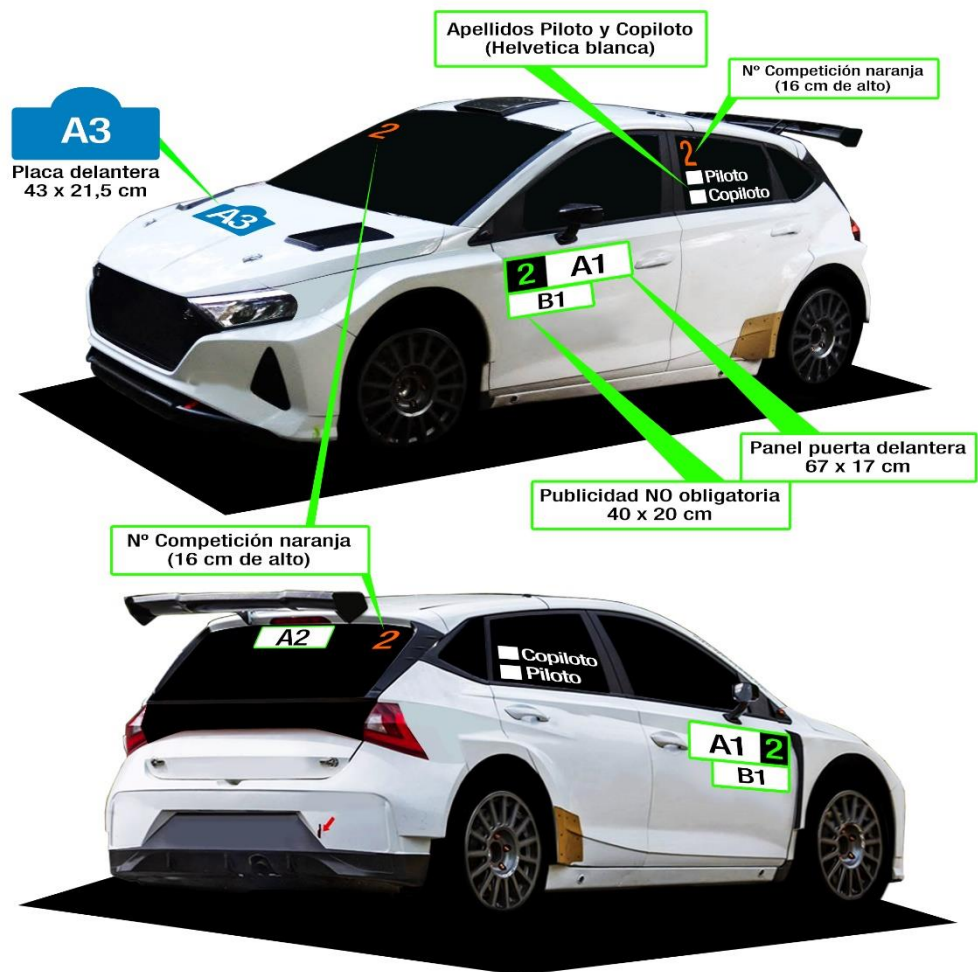 Apellidos Piloto y Copiloto
(Helvetica blanca)
Nº Competición naranja
(16 cm de alto)
A3
Placa delantera
43 x 21,5 cm
2
2
Piloto
Copiloto
A3
2 A1
B1
Panel puerta delantera
67 x 17 cm
Publicidad NO obligatoria
40 x 20 cm
Nº Competición naranja
(16 cm de alto)
A2
2
Copiloto
Piloto
A1 2
B1